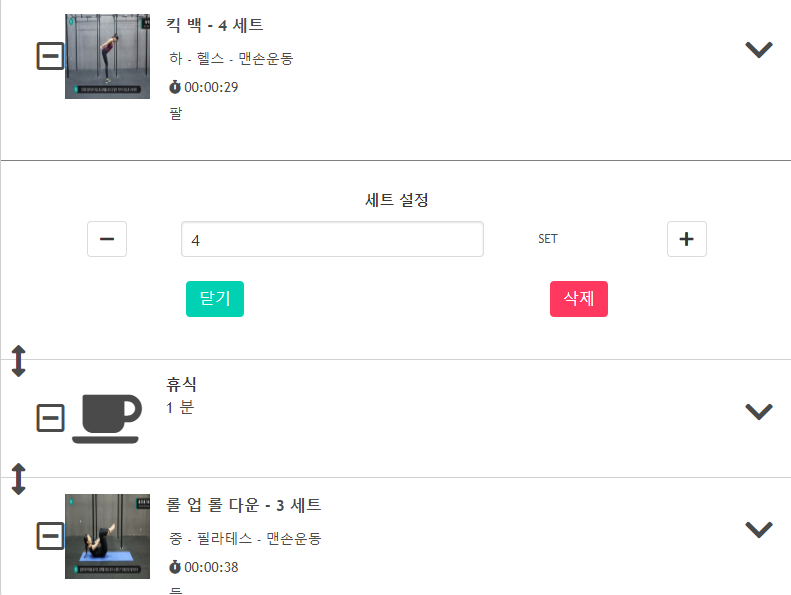 킥 백 - 4 세트
하 - 헬스 - 맨손운동
00:00:29
팔
세트 설정
4
SET
닫기
삭제
휴식
1 분
롤 업 롤 다운 - 3 세트
중 - 필라테스 - 맨손운동
00:00:38